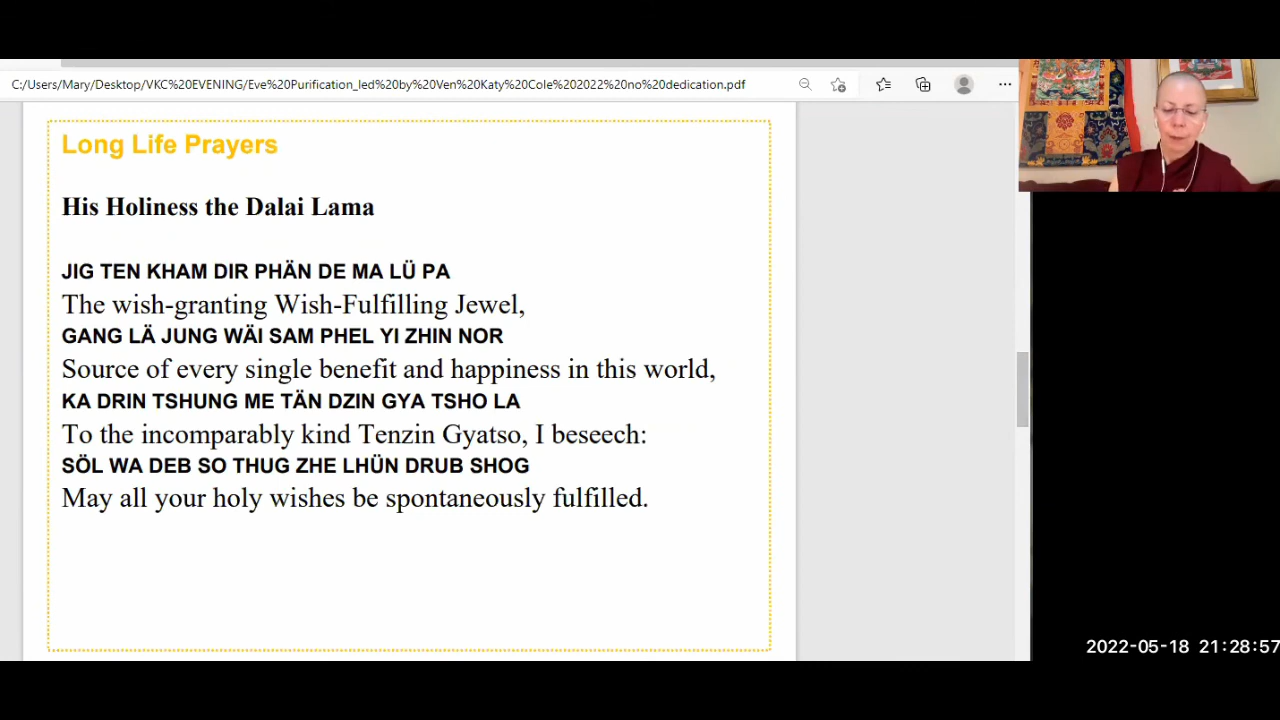 C:/Users/Mary/Desktop/VKC%20EVENING/Eve%20Purification_led%20by%20Ven%20Katy%20Cole%202022%20no%20dedication.pdf
Long Life Prayers
His Holiness the Dalai Lama
JIG TEN KHAM DIR PHÄN DE MA LÜ PA
The wish-granting Wish-Fulfilling Jewel,
GANG LÄ JUNG WÄI SAM PHEL YI ZHIN NOR
Source of every single benefit and happiness in this world,
KA DRIN TSHUNG ME TÄN DZIN GYA TSHO LA
To the incomparably kind Tenzin Gyatso, I beseech:
SÖL WA DEB SO THUG ZHE LHÜN DRUB SHOG
May all your holy wishes be spontaneously fulfilled.
2022-05-18 21:28:57